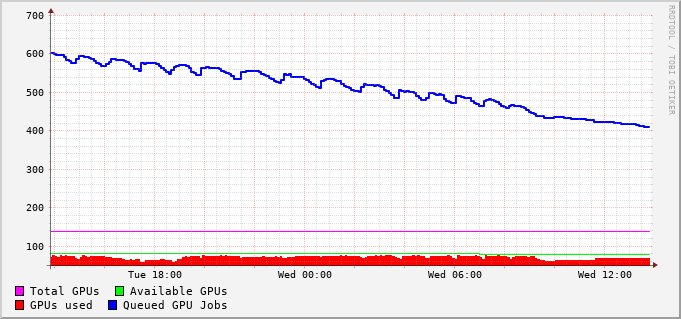 700
600
500
400
300
200
100
Tue 18:00 Wed 00:00 Wed 06:00 Wed 12:00
Total GPUs Available GPUs
GPUs used Queued GPU Jobs
RRDTOOL / TOBI OETIKER